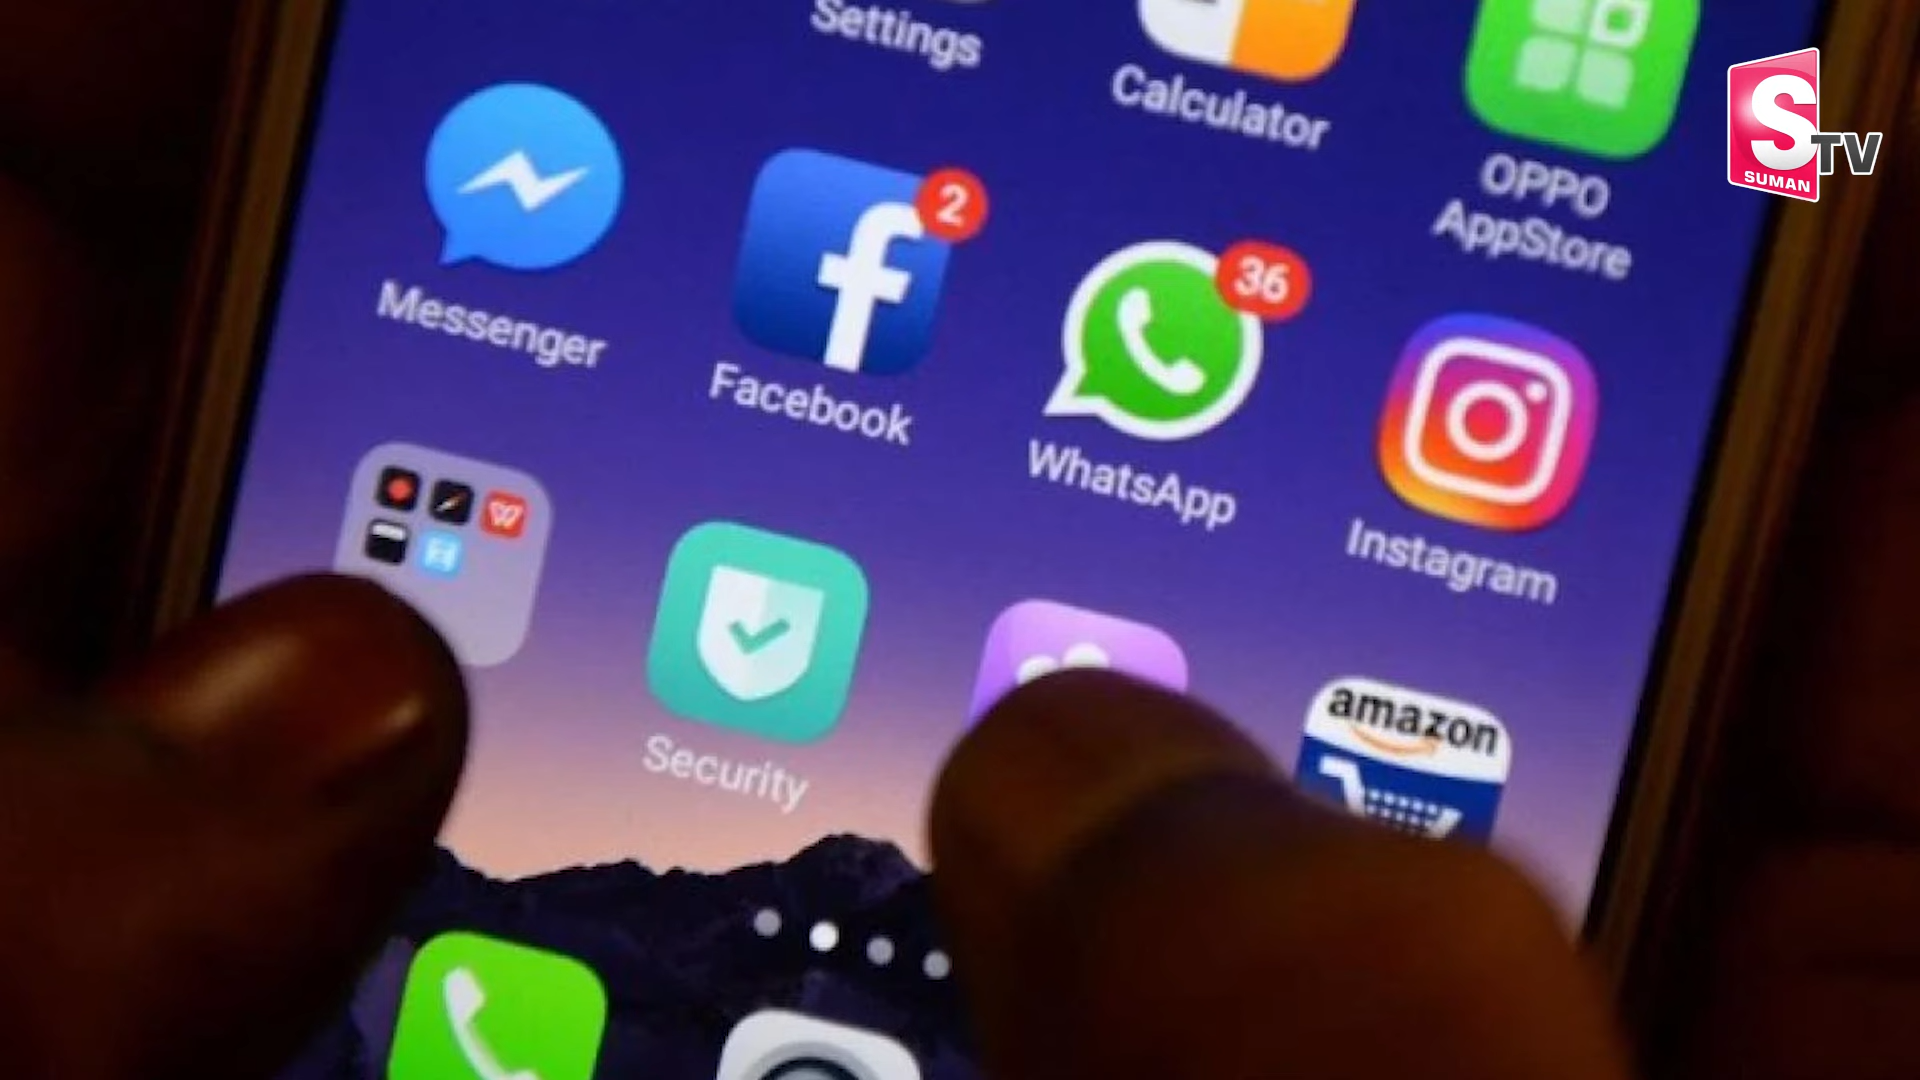 Settings
Calculator
OPPO
AppStore
S
TV
SUMAN
Messenger
Facebook
2
WhatsApp
36
Instagram
Security
amazon